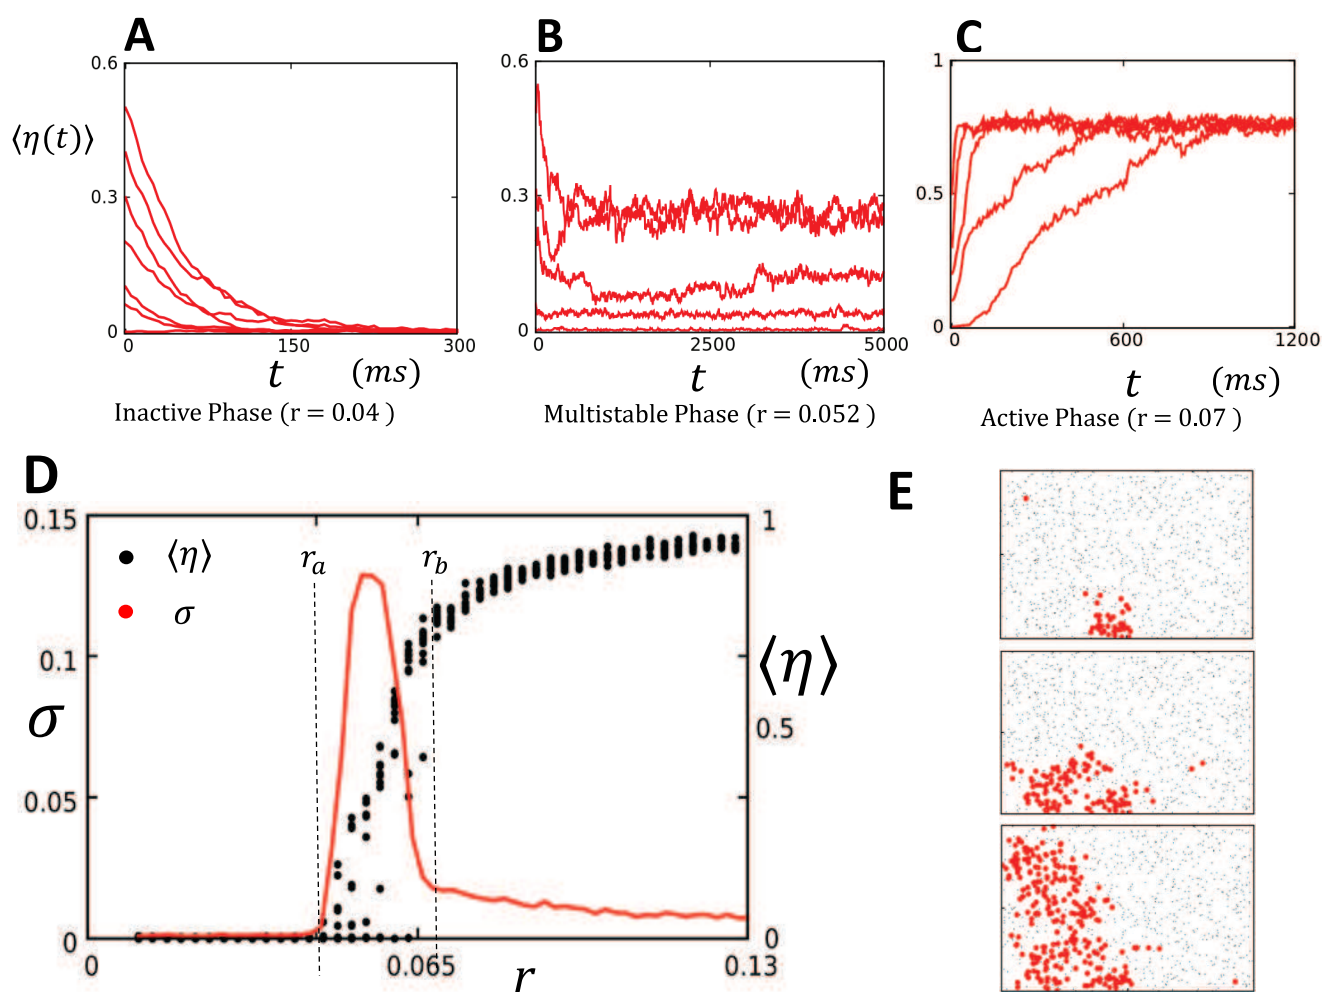 A
B
C
⟨η(t)⟩
0.6
0.3
0
0
150
300
t (ms)
Inactive Phase (r = 0.04 )
0.6
0.3
0
0
2500
5000
t (ms)
Multistable Phase (r = 0.052 )
1
0.5
0
0
600
1200
t (ms)
Active Phase (r = 0.07 )
D
0.15
0.1
0.05
0
σ
⟨η⟩
σ
r_a
r_b
1
0.5
0
⟨η⟩
0
0.065
0.13
r
E